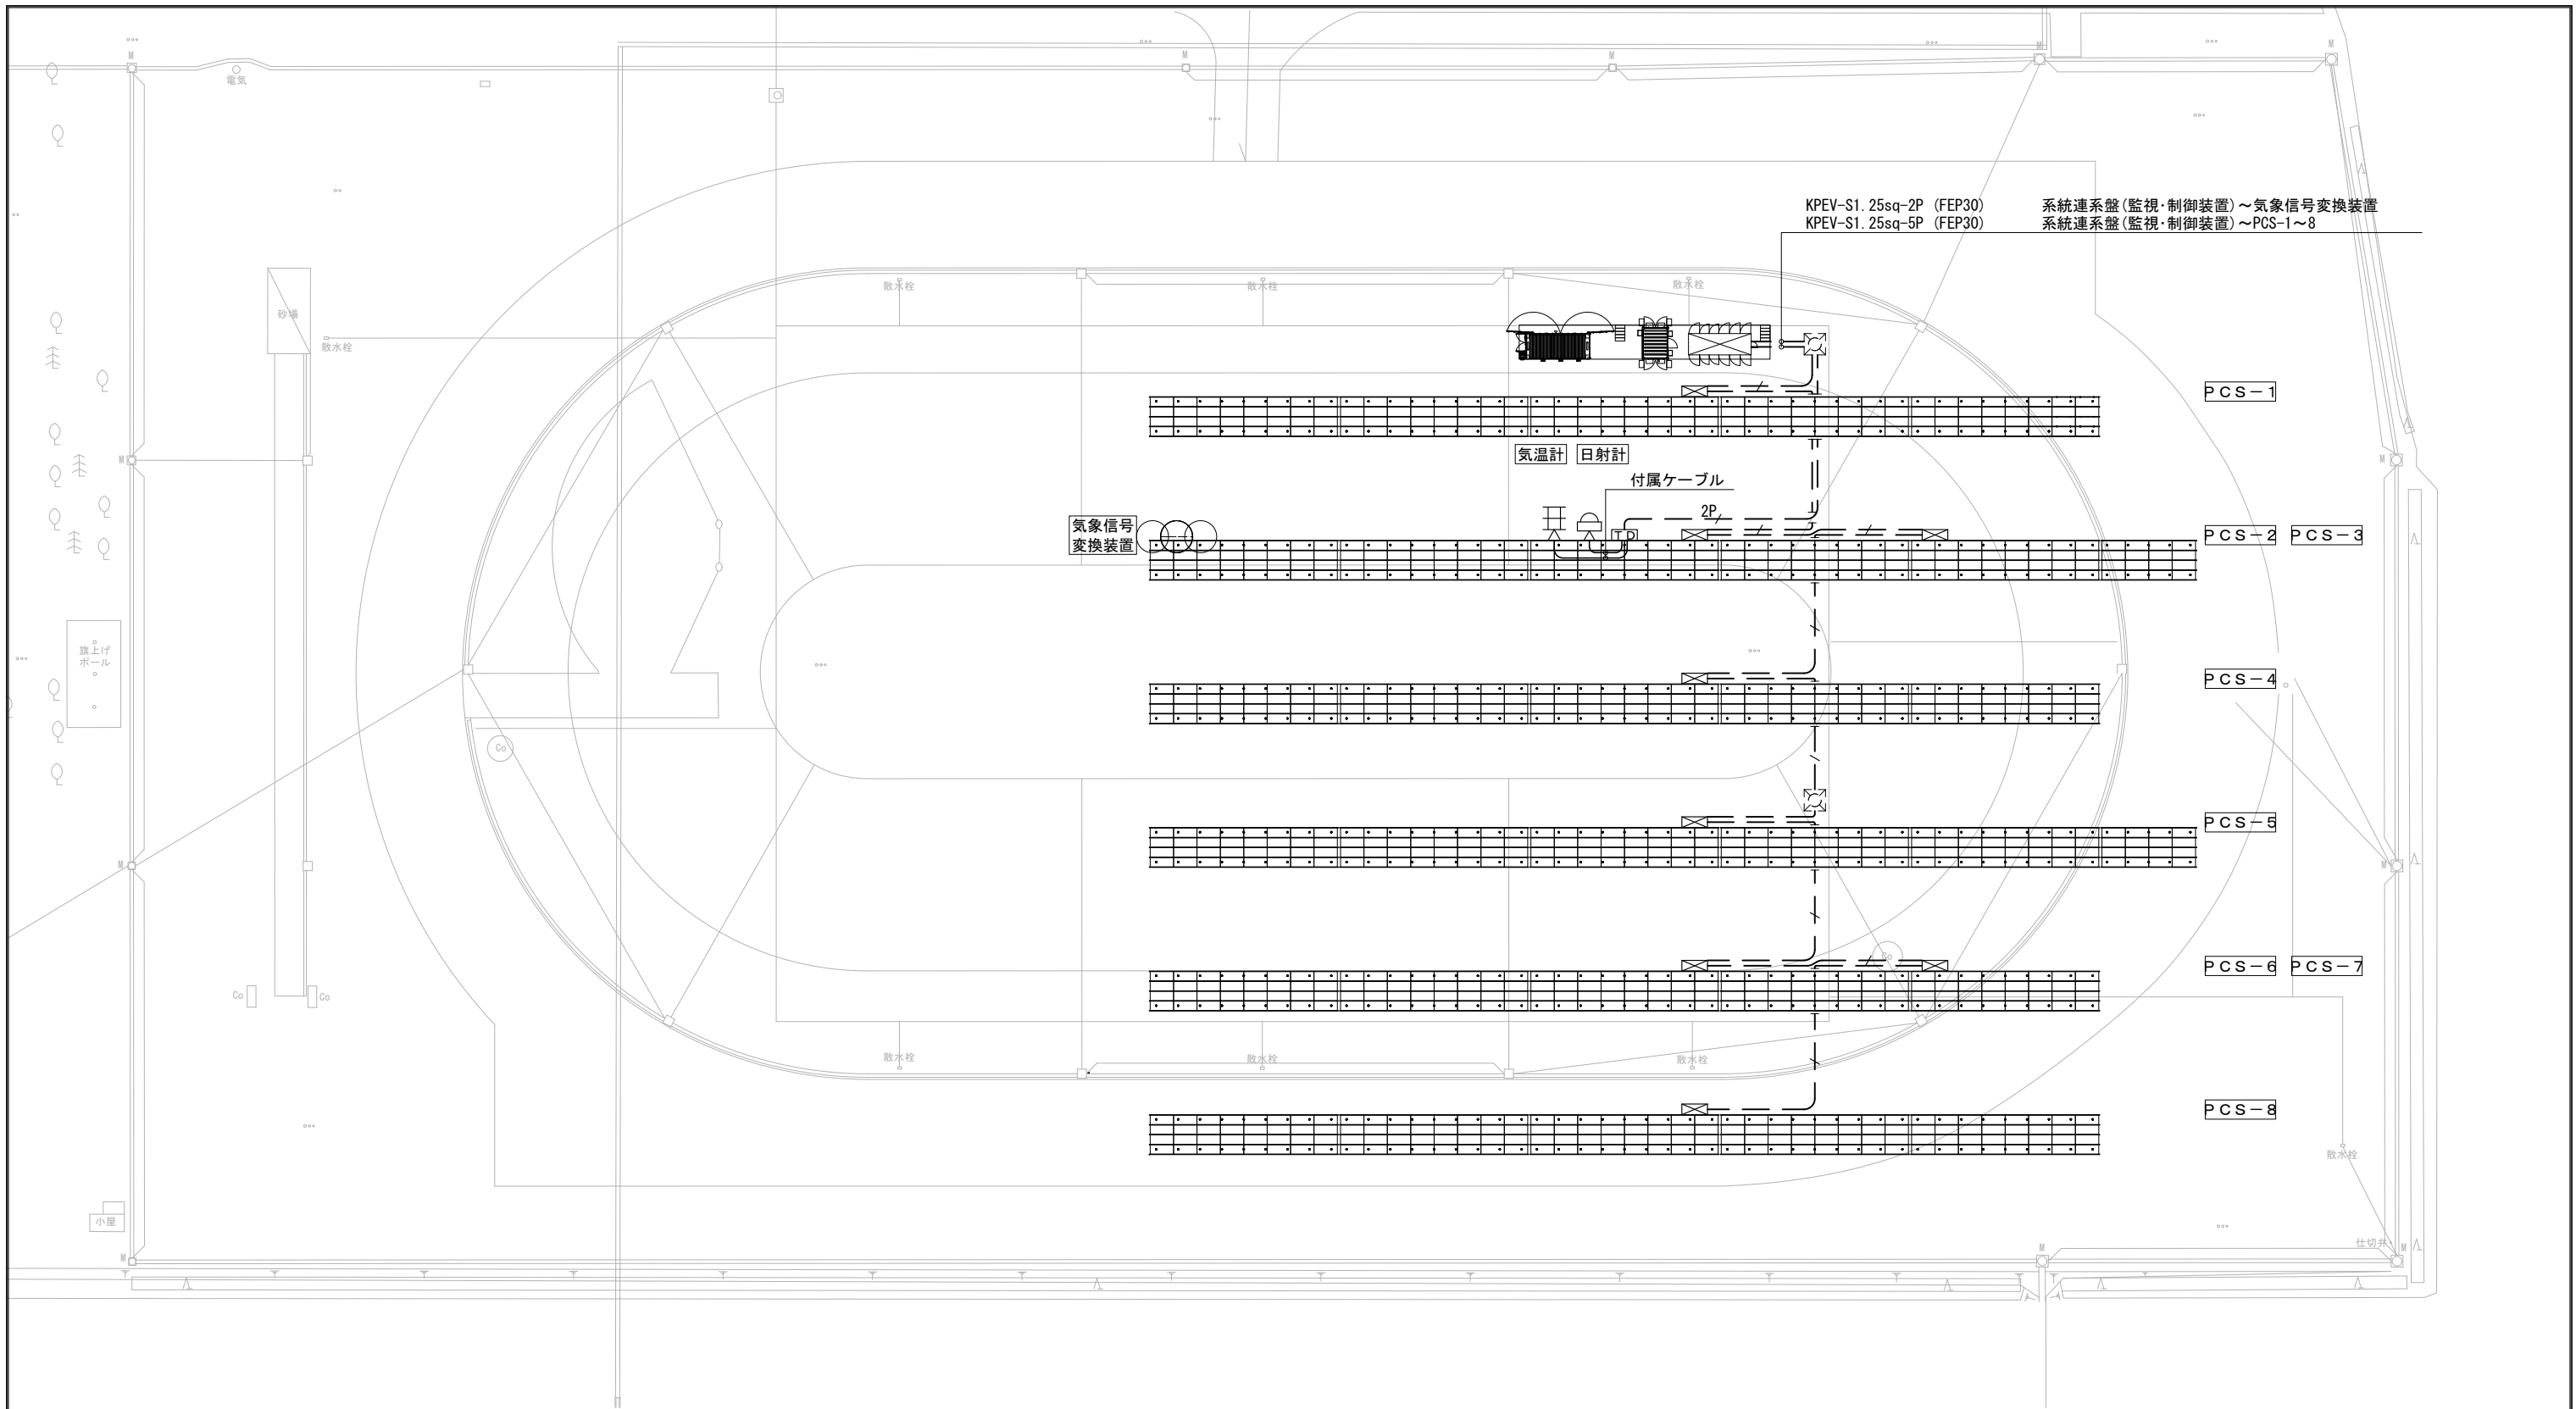 M
M
M
M
M
電気
KPEV-S1.25sq-2P (FEP30) 系統連系盤(監視・制御装置)～気象信号変換装置
KPEV-S1.25sq-5P (FEP30) 系統連系盤(監視・制御装置)～PCS-1～8
散水栓
散水栓
散水栓
砂場
散水栓
PCS-1
気温計 日射計
M
M
付属ケーブル
2P
気象信号
変換装置
TD
PCS-2 PCS-3
旗上げ
ポール
PCS-4
Co
PCS-5
M
M
Co
PCS-6 PCS-7
Co
Co
散水栓
散水栓
散水栓
PCS-8
散水栓
小屋
仕切弁
M
M
M